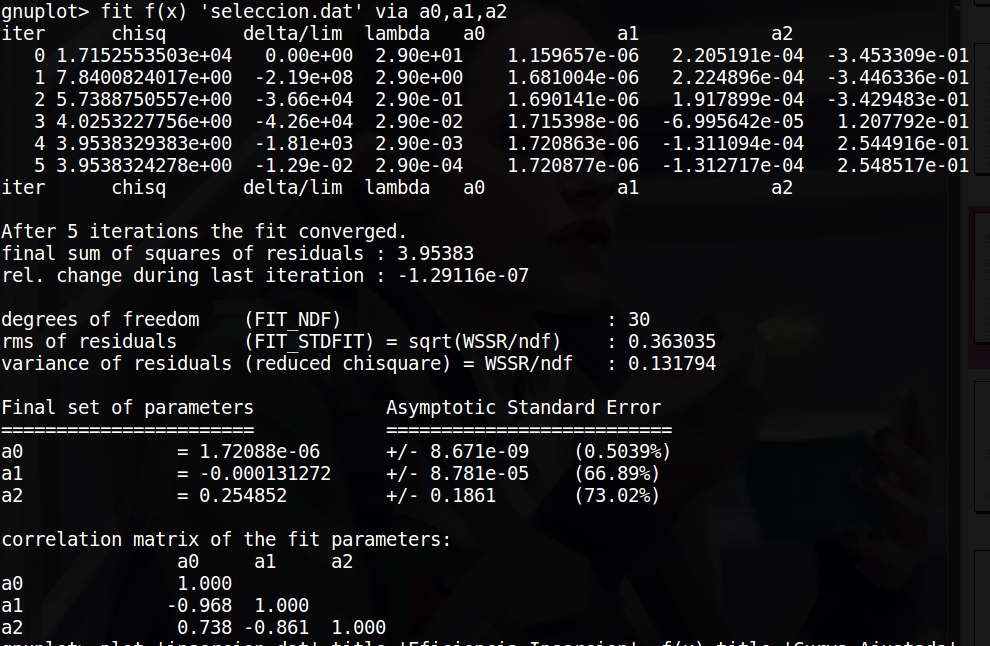 gnuplot> fit f(x) 'seleccion.dat' via a0,a1,a2
iter      chisq       delta/lim  lambda   a0            a1            a2
   0 1.7152553503e+04   0.00e+00  2.90e+01    1.159657e-06   2.205191e-04  -3.453309e-01
   1 7.8400824017e+00  -2.19e+08  2.90e+00    1.681004e-06   2.224896e-04  -3.446336e-01
   2 5.7388750557e+00  -3.66e+04  2.90e-01    1.690141e-06   1.917899e-04  -3.429483e-01
   3 4.0253227756e+00  -4.26e+04  2.90e-02    1.715398e-06  -6.995642e-05   1.207792e-01
   4 3.9538329383e+00  -1.81e+03  2.90e-03    1.720863e-06  -1.311094e-04   2.544916e-01
   5 3.9538324278e+00  -1.29e-02  2.90e-04    1.720877e-06  -1.312717e-04   2.548517e-01
iter      chisq       delta/lim  lambda   a0            a1            a2
After 5 iterations the fit converged.
final sum of squares of residuals : 3.95383
rel. change during last iteration : -1.29116e-07
degrees of freedom    (FIT_NDF)                        : 30
rms of residuals      (FIT_STDFIT) = sqrt(WSSR/ndf)    : 0.363035
variance of residuals (reduced chisquare) = WSSR/ndf   : 0.131794
Final set of parameters            Asymptotic Standard Error
=======================            ==========================
a0              = 1.72088e-06      +/- 8.671e-09    (0.5039%)
a1              = -0.000131272     +/- 8.781e-05    (66.89%)
a2              = 0.254852         +/- 0.1861       (73.02%)
correlation matrix of the fit parameters:
                a0     a1     a2
a0              1.000
a1             -0.968  1.000
a2              0.738 -0.861  1.000
gnuplot> plot 'insercion.dat' title 'Eficiencia Insercion', f(x) title 'Curva Ajustada'